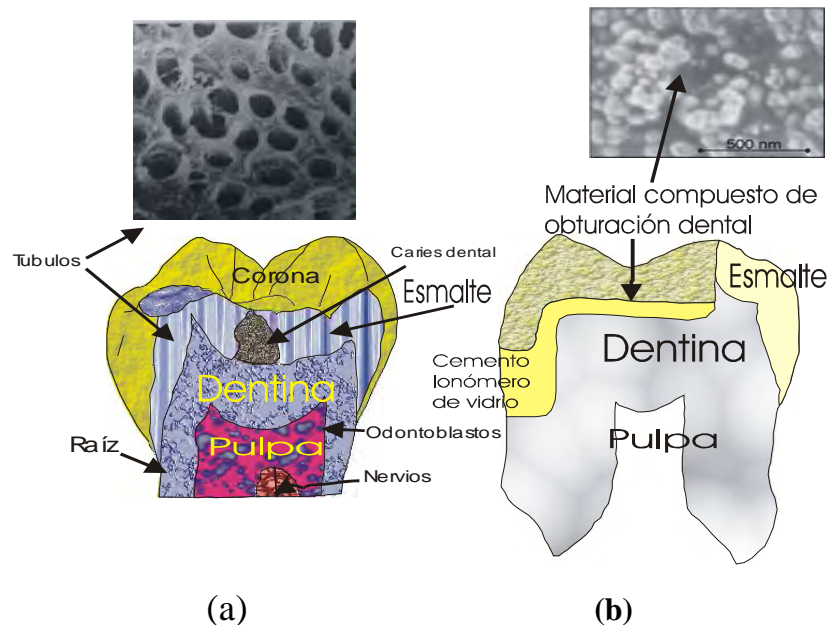 500 nm
Material compuesto de
obturación dental
Túbulos
Corona
Caries dental
Esmalte
Esmalte
Dentina
Dentina
Cemento
Ionómero
de vidrio
Raíz
Pulpa
Odontoblastos
Pulpa
Nervios
(a)
(b)